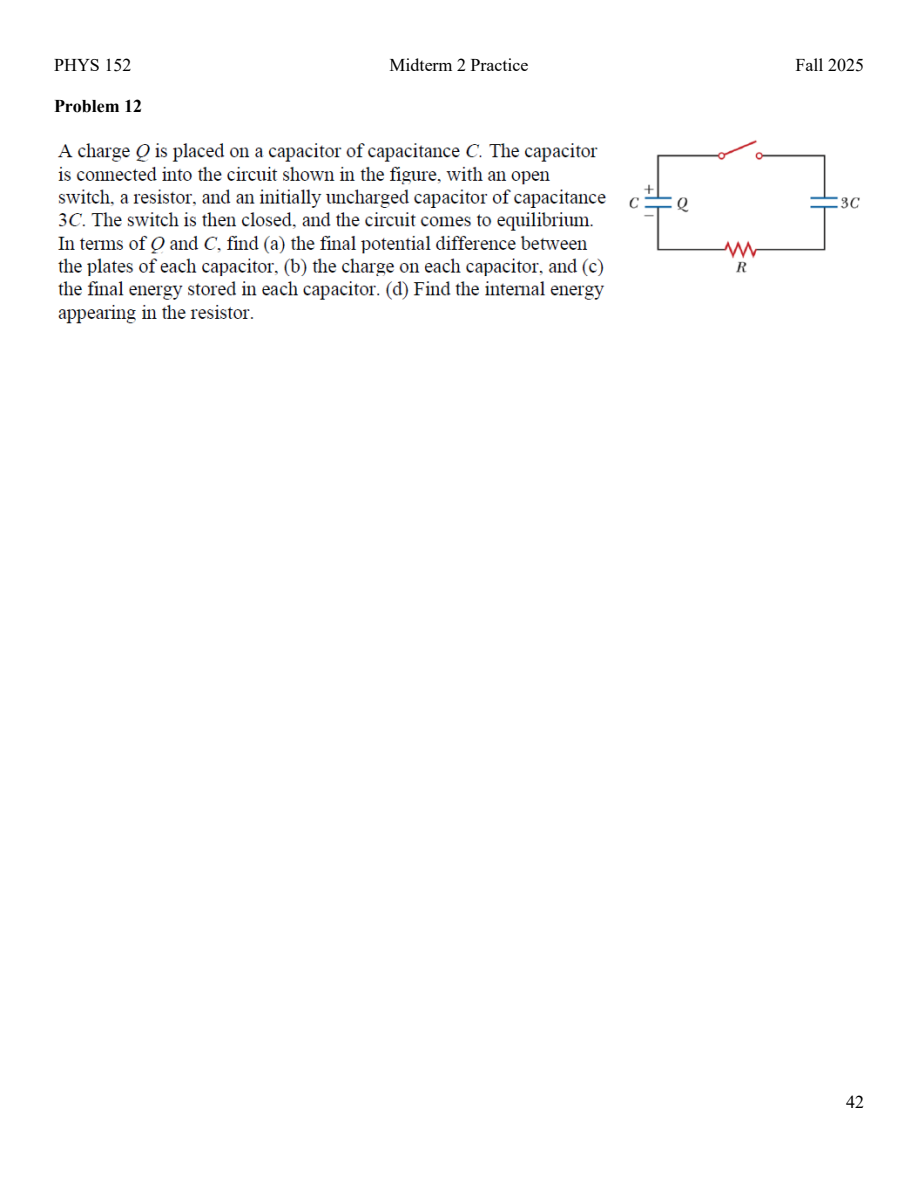 PHYS 152 Midterm 2 Practice Fall 2025
Problem 12
A charge Q is placed on a capacitor of capacitance C. The capacitor
is connected into the circuit shown in the figure, with an open
switch, a resistor, and an initially uncharged capacitor of capacitance
3C. The switch is then closed, and the circuit comes to equilibrium.
In terms of Q and C, find (a) the final potential difference between
the plates of each capacitor, (b) the charge on each capacitor, and (c)
the final energy stored in each capacitor. (d) Find the internal energy
appearing in the resistor.
+
C Q 3C
−
R
42